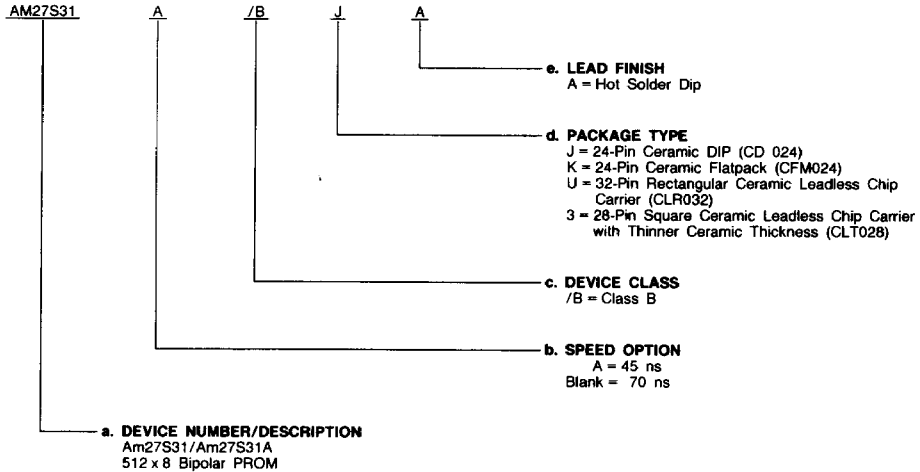 AM27S31 A /B J A
e. LEAD FINISH
A = Hot Solder Dip
d. PACKAGE TYPE
J = 24-Pin Ceramic DIP (CD 024)
K = 24-Pin Ceramic Flatpack (CFM024)
U = 32-Pin Rectangular Ceramic Leadless Chip
Carrier (CLR032)
3 = 28-Pin Square Ceramic Leadless Chip Carrier
with Thinner Ceramic Thickness (CLT028)
c. DEVICE CLASS
/B = Class B
b. SPEED OPTION
A = 45 ns
Blank = 70 ns
a. DEVICE NUMBER/DESCRIPTION
Am27S31/Am27S31A
512 x 8 Bipolar PROM